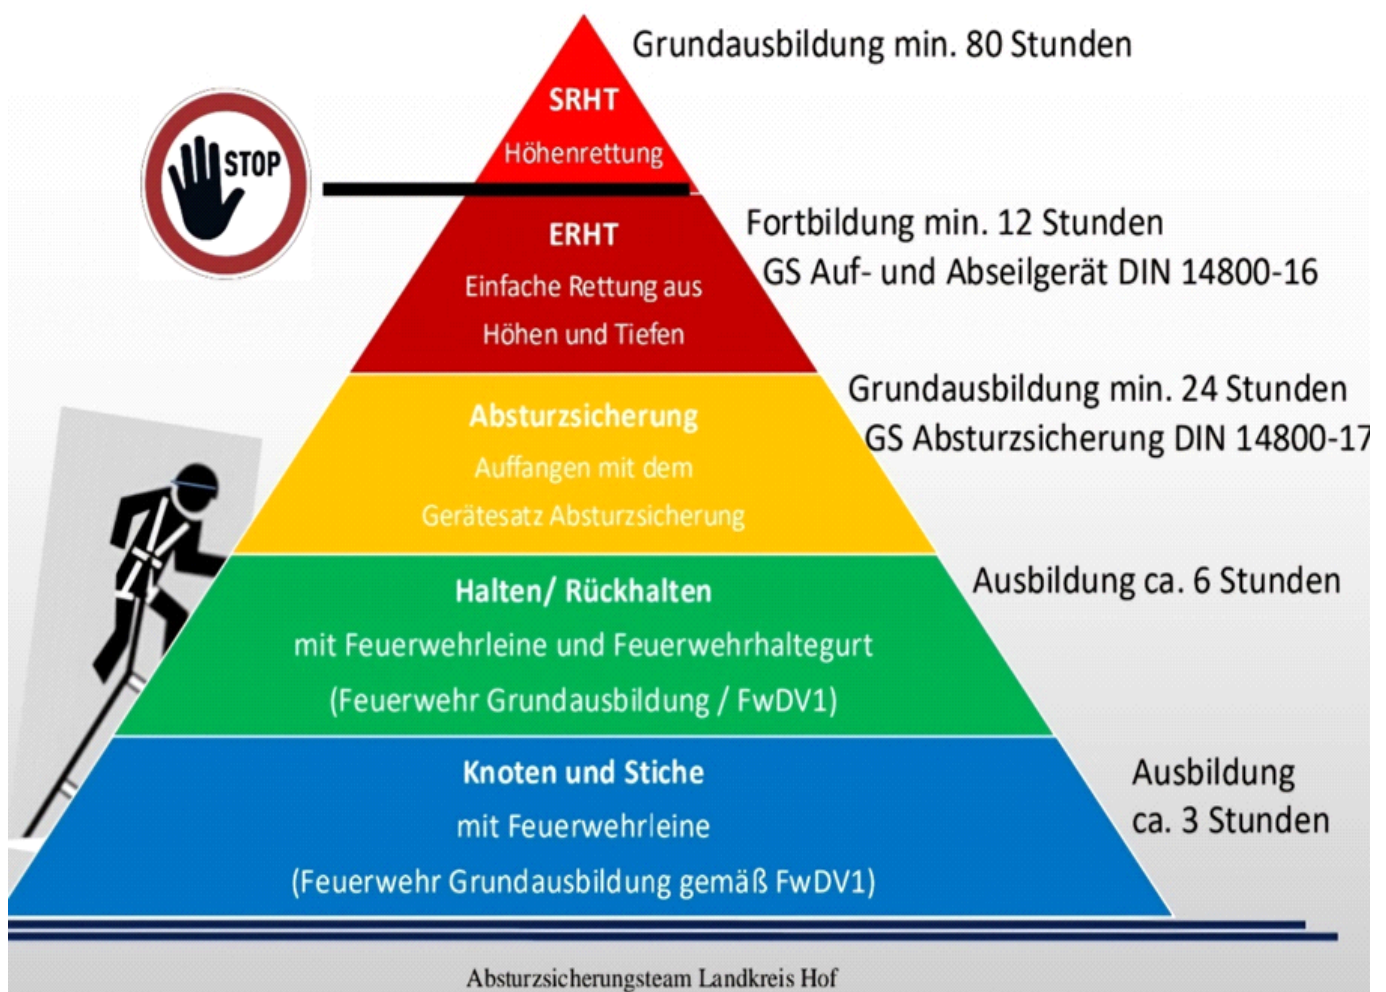 Grundausbildung min. 80 Stunden
SRHT
Höhenrettung
STOP
ERHT
Einfache Rettung aus
Höhen und Tiefen
Fortbildung min. 12 Stunden
GS Auf- und Abseilgerät DIN 14800-16
Absturzsicherung
Auffangen mit dem
Gerätesatz Absturzsicherung
Grundausbildung min. 24 Stunden
GS Absturzsicherung DIN 14800-17
Halten/ Rückhalten
mit Feuerwehrleine und Feuerwehrhaltegurt
(Feuerwehr Grundausbildung / FwDV1)
Ausbildung ca. 6 Stunden
Knoten und Stiche
mit Feuerwehrleine
(Feuerwehr Grundausbildung gemäß FwDV1)
Ausbildung
ca. 3 Stunden
Absturzsicherungsteam Landkreis Hof